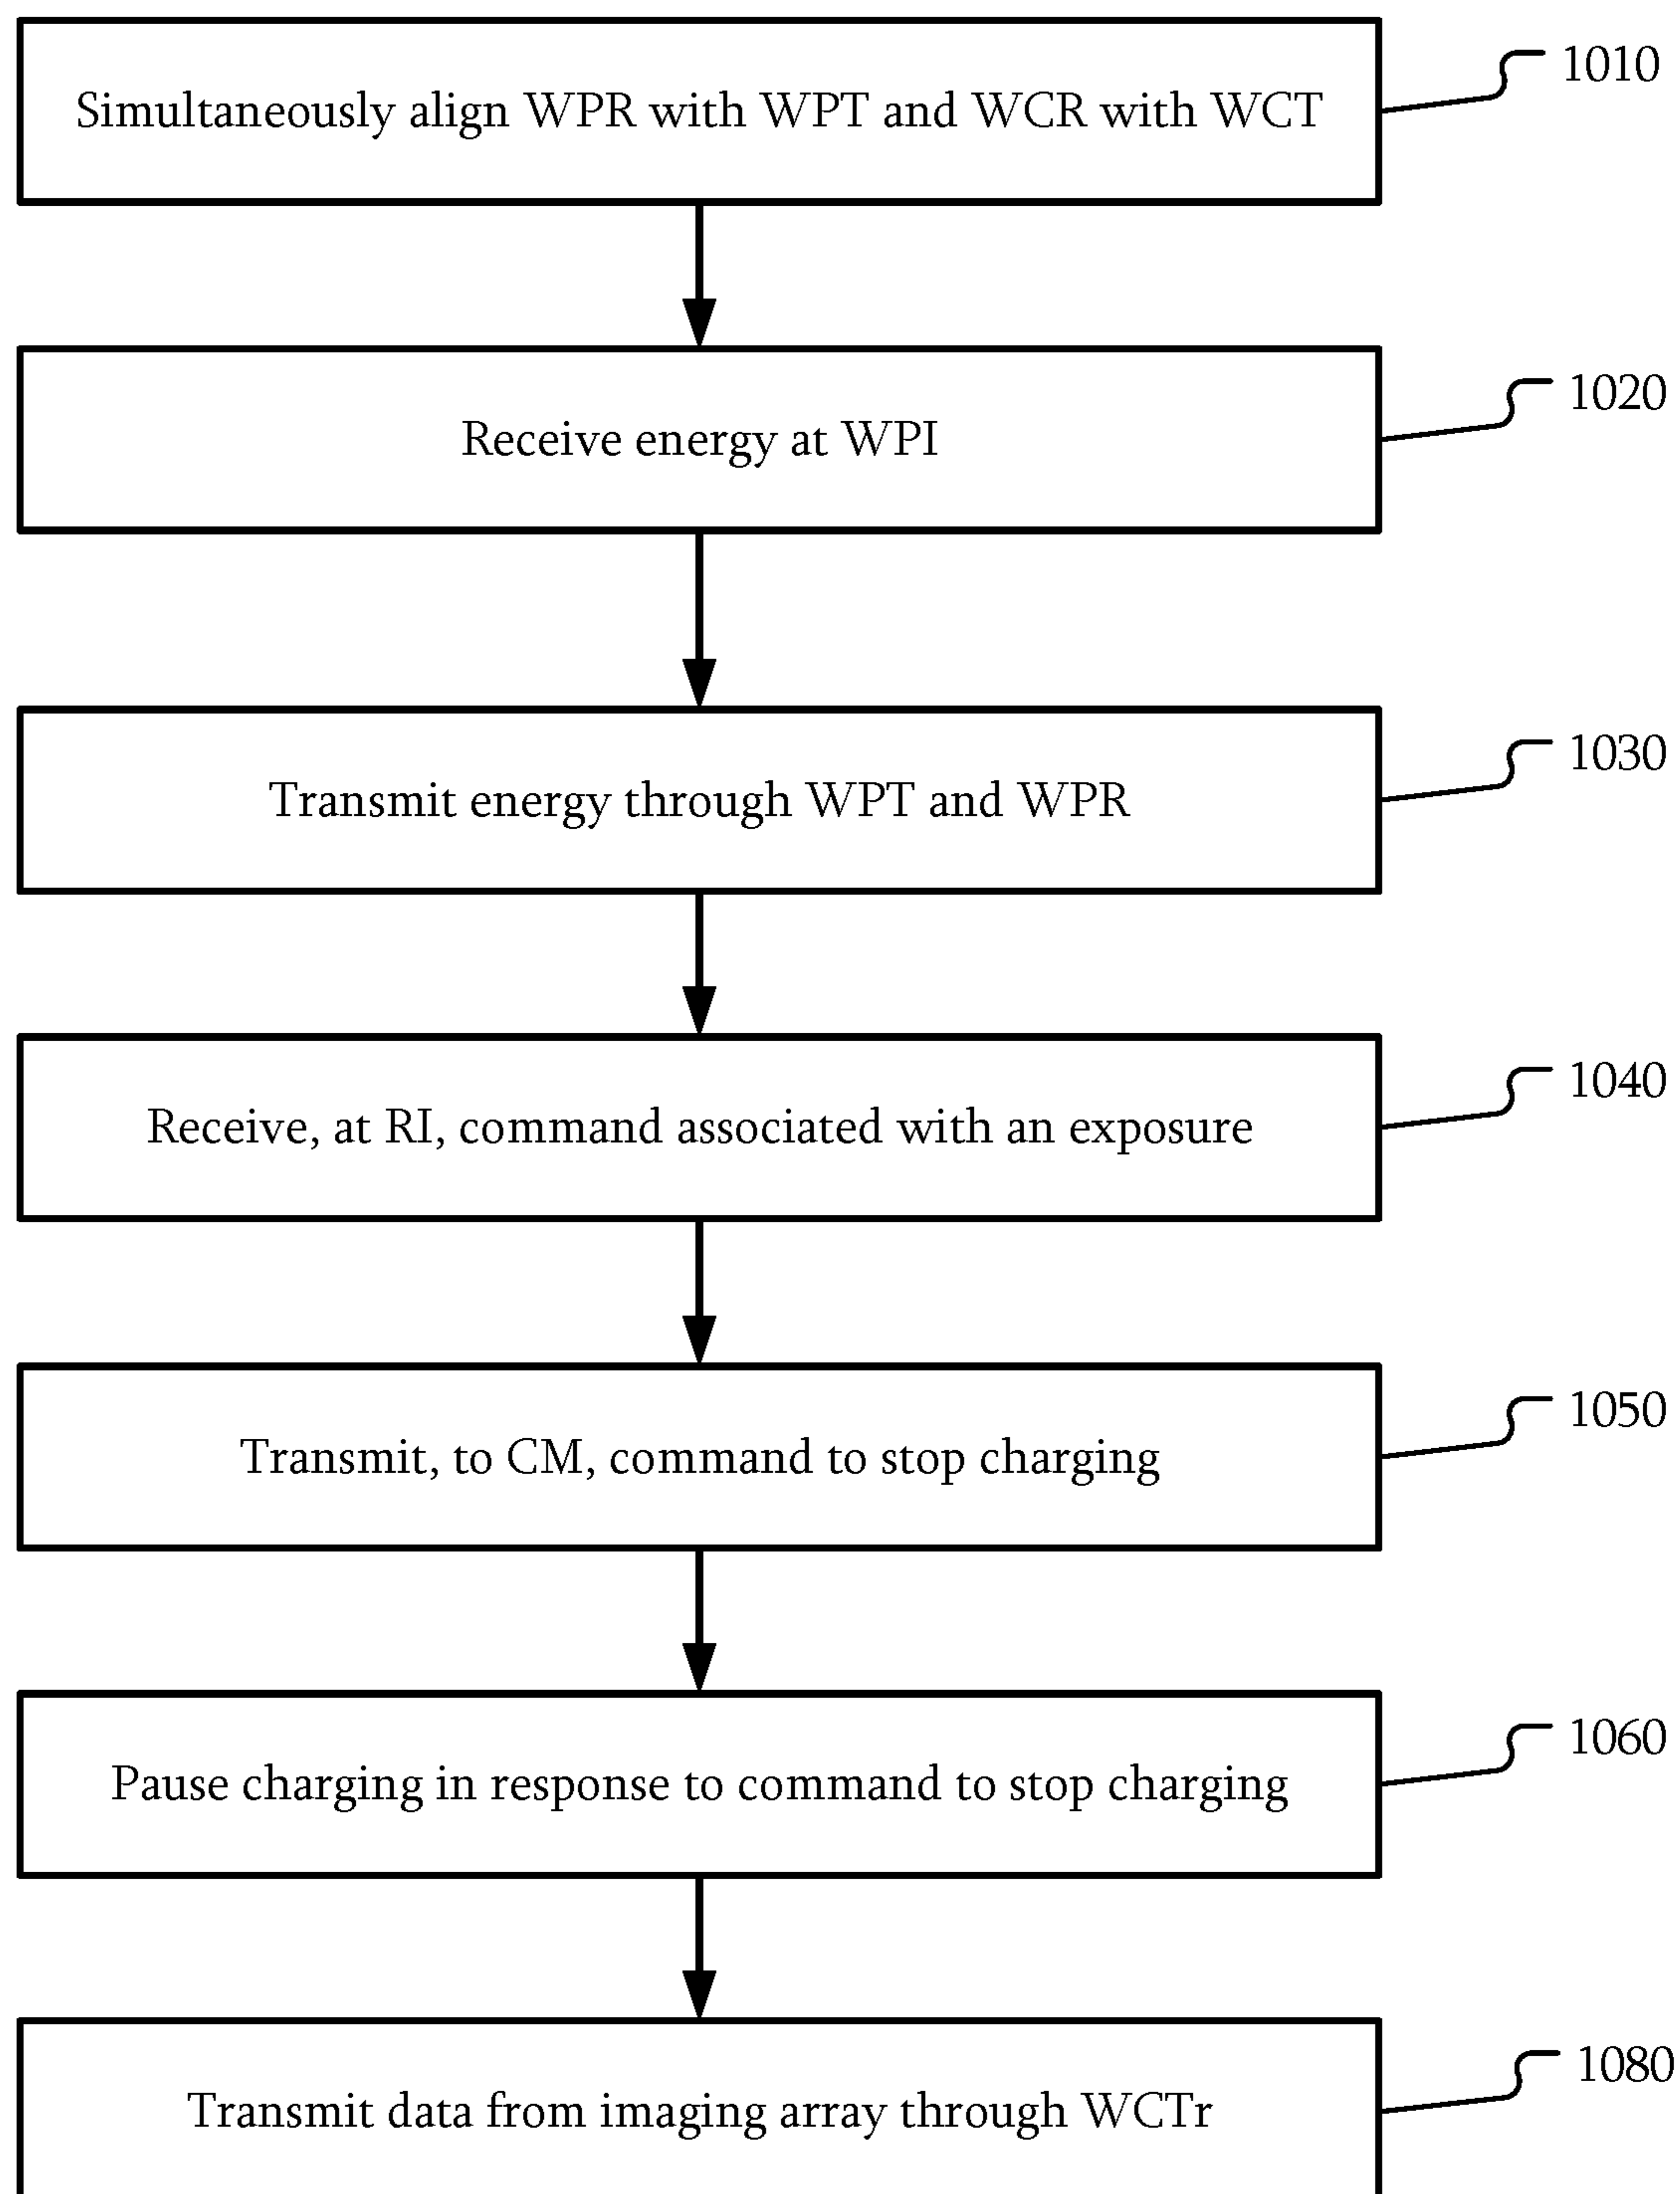 Simultaneously align WPR with WPT and WCR with WCT
1010
Receive energy at WPI
1020
Transmit energy through WPT and WPR
1030
Receive, at RI, command associated with an exposure
1040
Transmit, to CM, command to stop charging
1050
Pause charging in response to command to stop charging
1060
Transmit data from imaging array through WCTr
1080